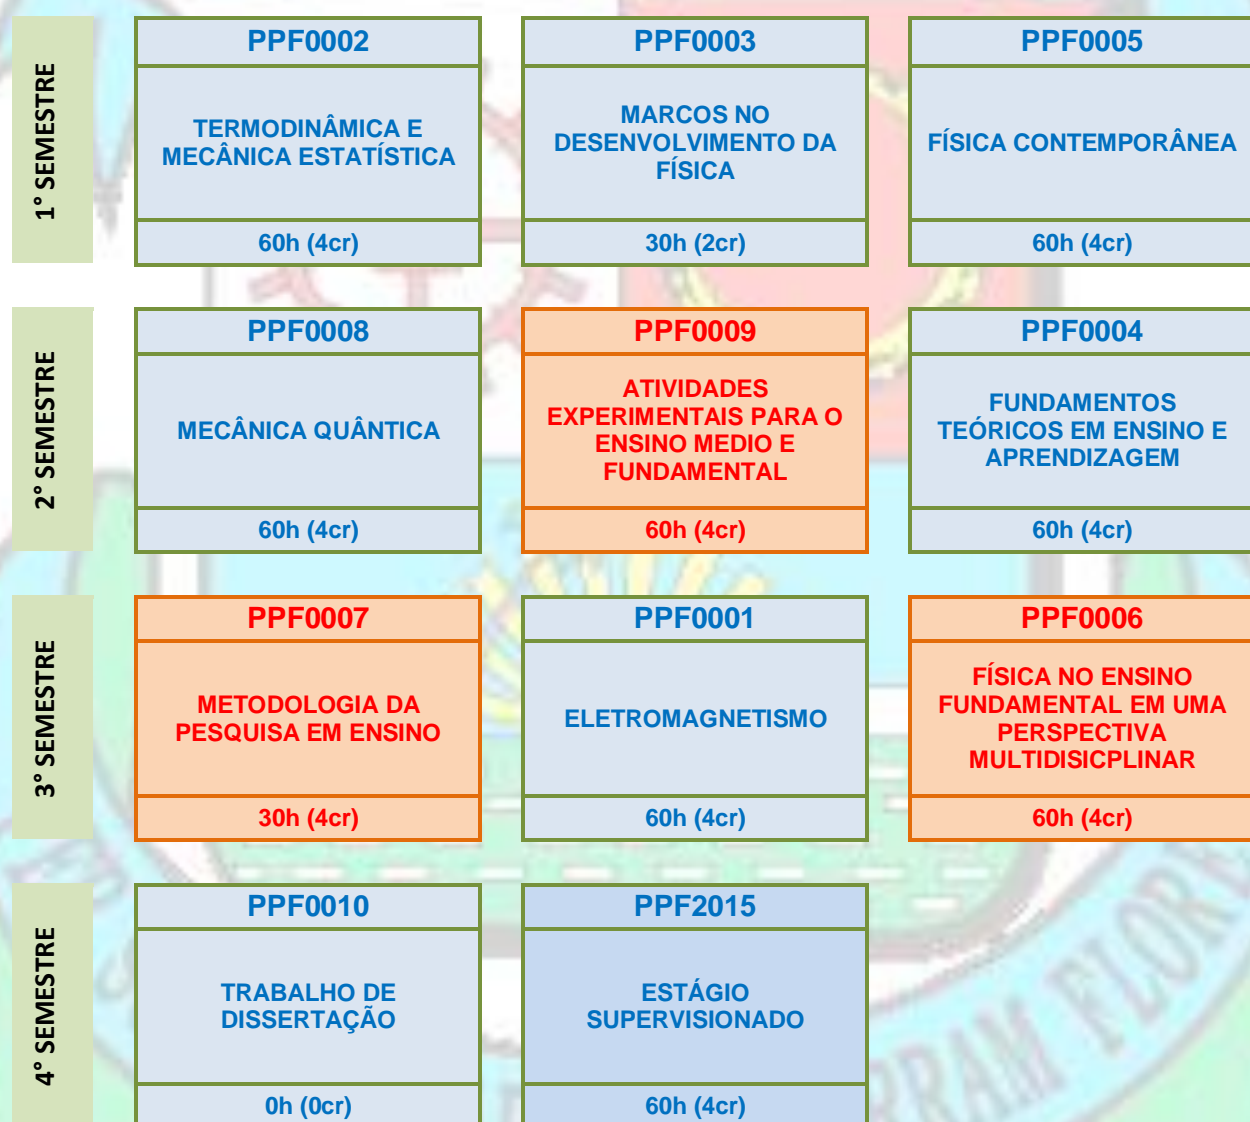 1° SEMESTRE
PPF0002
TERMODINÂMICA E
MECÂNICA ESTATÍSTICA
60h (4cr)
PPF0003
MARCOS NO
DESENVOLVIMENTO DA
FÍSICA
30h (2cr)
PPF0005
FÍSICA CONTEMPORÂNEA
60h (4cr)
2° SEMESTRE
PPF0008
MECÂNICA QUÂNTICA
60h (4cr)
PPF0009
ATIVIDADES
EXPERIMENTAIS PARA O
ENSINO MEDIO E
FUNDAMENTAL
60h (4cr)
PPF0004
FUNDAMENTOS
TEÓRICOS EM ENSINO E
APRENDIZAGEM
60h (4cr)
3° SEMESTRE
PPF0007
METODOLOGIA DA
PESQUISA EM ENSINO
30h (4cr)
PPF0001
ELETROMAGNETISMO
60h (4cr)
PPF0006
FÍSICA NO ENSINO
FUNDAMENTAL EM UMA
PERSPECTIVA
MULTIDISICPLINAR
60h (4cr)
4° SEMESTRE
PPF0010
TRABALHO DE
DISSERTAÇÃO
0h (0cr)
PPF2015
ESTÁGIO
SUPERVISIONADO
60h (4cr)